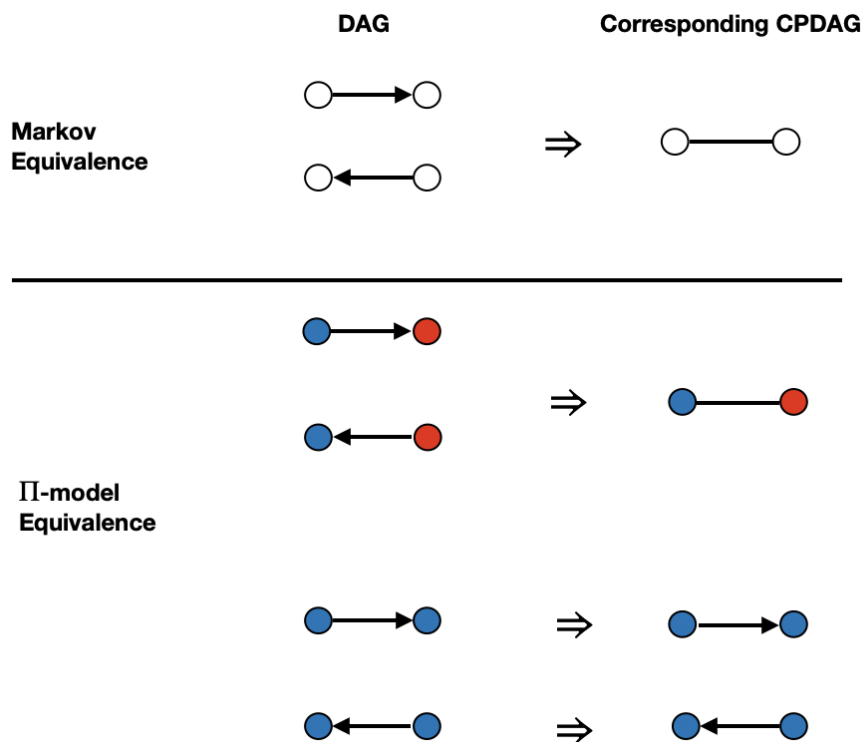 DAG
Corresponding CPDAG
Markov
Equivalence
⇒
Π-model
Equivalence
⇒
⇒
⇒